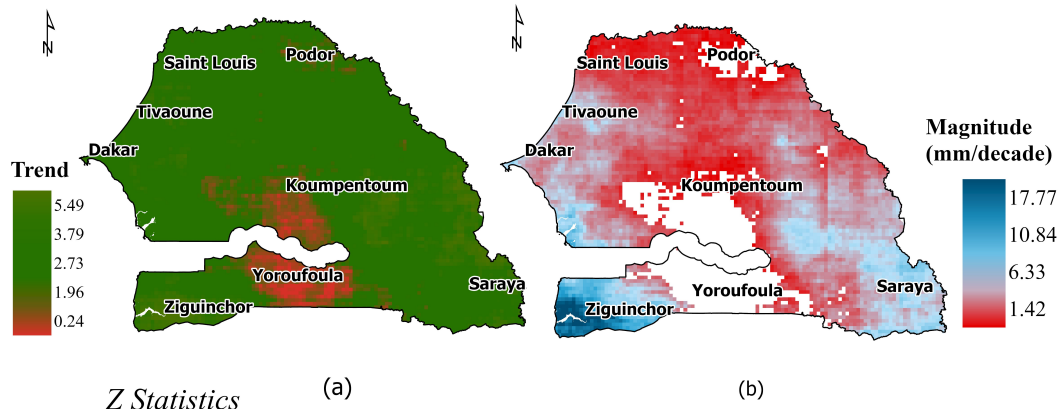 N
Saint Louis
Podor
Tivaoune
Dakar
Koumpentoum
Yoroufoula
Saraya
Ziguinchor
Trend
5.49
3.79
2.73
1.96
0.24
Z Statistics
(a)
N
Saint Louis
Podor
Tivaoune
Dakar
Koumpentoum
Yoroufoula
Saraya
Ziguinchor
Magnitude
(mm/decade)
17.77
10.84
6.33
1.42
(b)